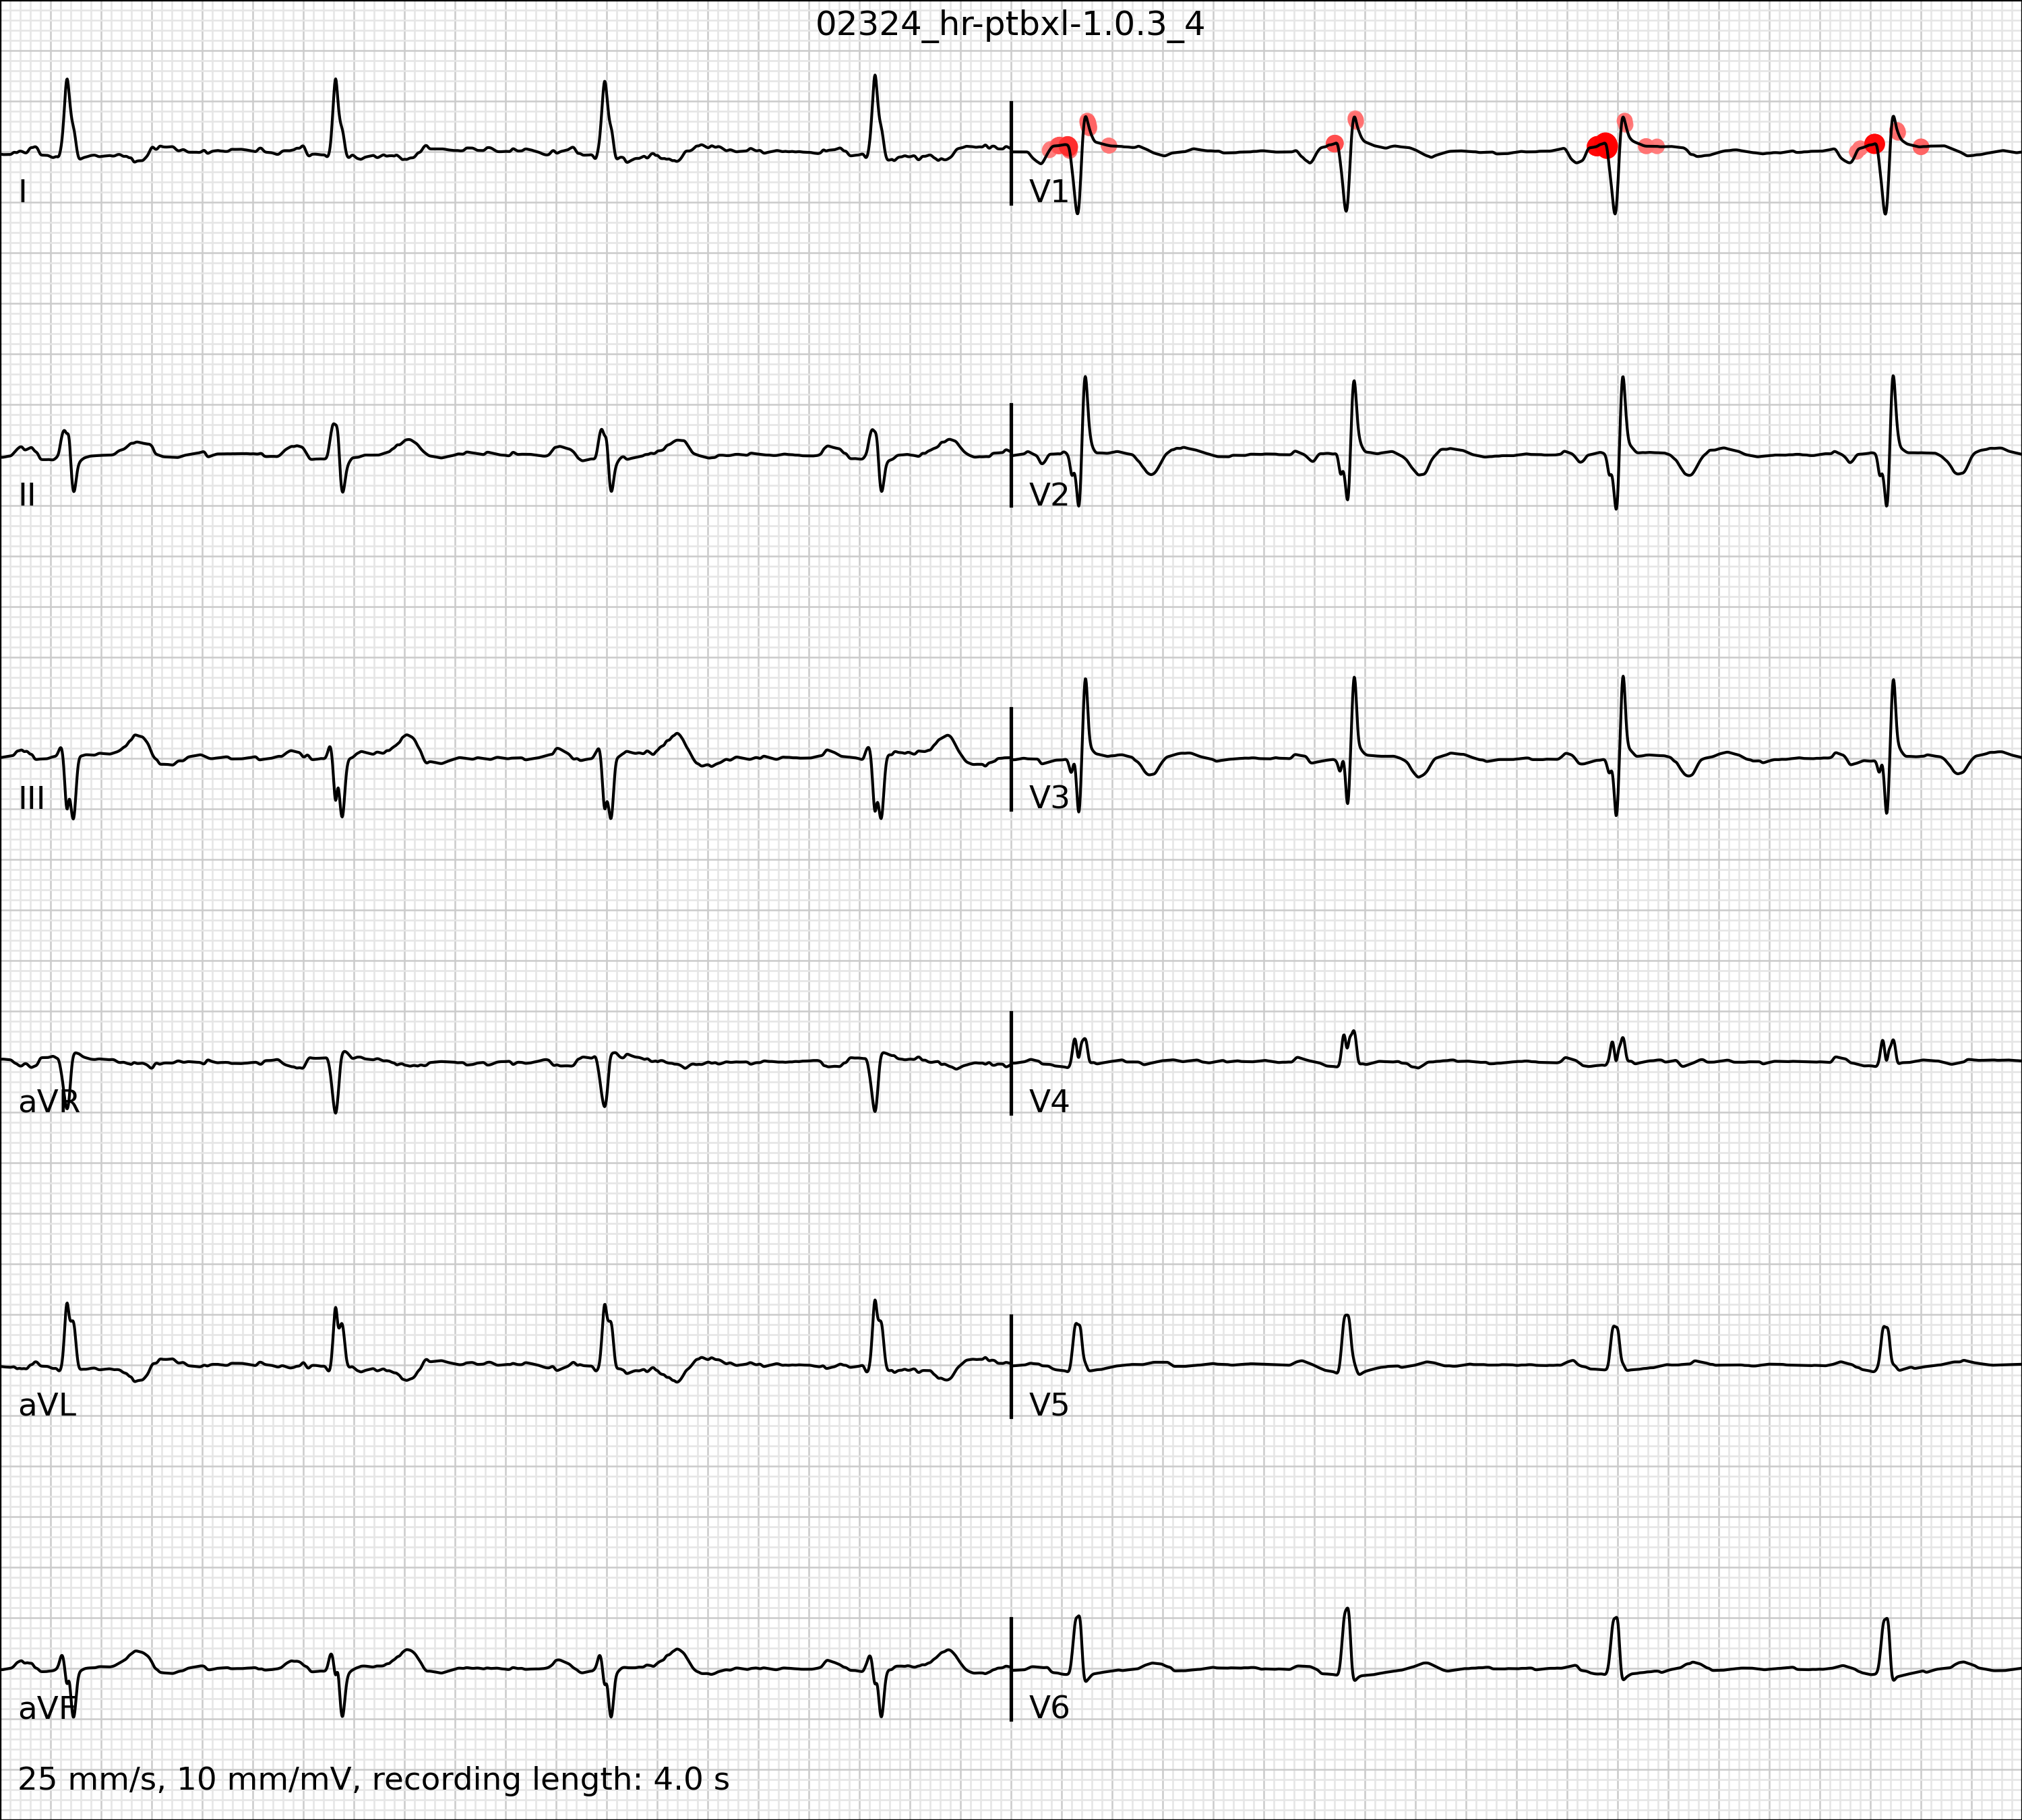 02324_hr-ptbxl-1.0.3_4
I
V1
II
V2
III
V3
aVR
V4
aVL
V5
aVF
V6
25 mm/s, 10 mm/mV, recording length: 4.0 s